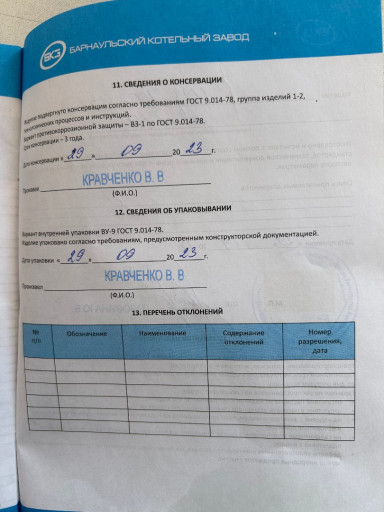 БКЗ БАРНАУЛЬСКИЙ КОТЕЛЬНЫЙ ЗАВОД
11. СВЕДЕНИЯ О КОНСЕРВАЦИИ
Изделие подвергнуто консервации согласно требованиям ГОСТ 9.014-78, группа изделий 1-2,
технологических процессов и инструкций.
Вариант противокоррозионной защиты – ВЗ-1 по ГОСТ 9.014-78.
Срок консервации – 3 года.
Дата консервации « 29 » 09 20 23 г.
КРАВЧЕНКО В. В
(Ф.И.О.)
12. СВЕДЕНИЯ ОБ УПАКОВЫВАНИИ
Вариант внутренней упаковки ВУ-9 ГОСТ 9.014-78.
Изделие упаковано согласно требованиям, предусмотренным конструкторской документацией.
Дата упаковки « 29 » 09 20 23 г.
КРАВЧЕНКО В. В
(Ф.И.О.)
13. ПЕРЕЧЕНЬ ОТКЛОНЕНИЙ
№ п/п Обозначение Наименование Содержание отклонений Номер разрешения, дата